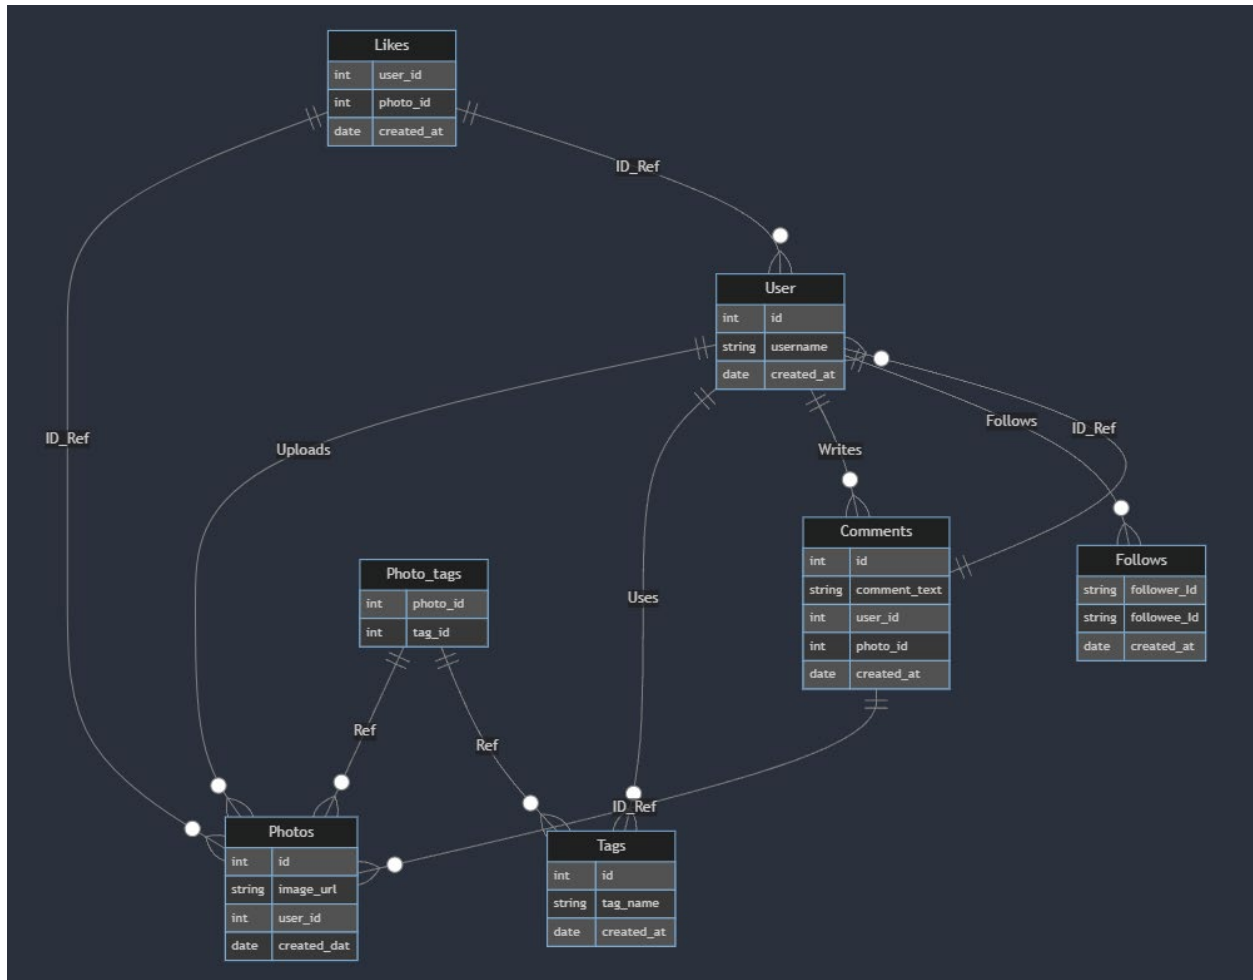 Likes
int user_id
int photo_id
date created_at
ID_Ref
User
int id
string username
date created_at
ID_Ref
Uploads
Writes
Follows
ID_Ref
Comments
int id
string comment_text
int user_id
int photo_id
date created_at
Follows
string follower_Id
string followee_Id
date created_at
Photo_tags
int photo_id
int tag_id
Uses
Ref
Ref
ID_Ref
Photos
int id
string image_url
int user_id
date created_dat
Tags
int id
string tag_name
date created_at